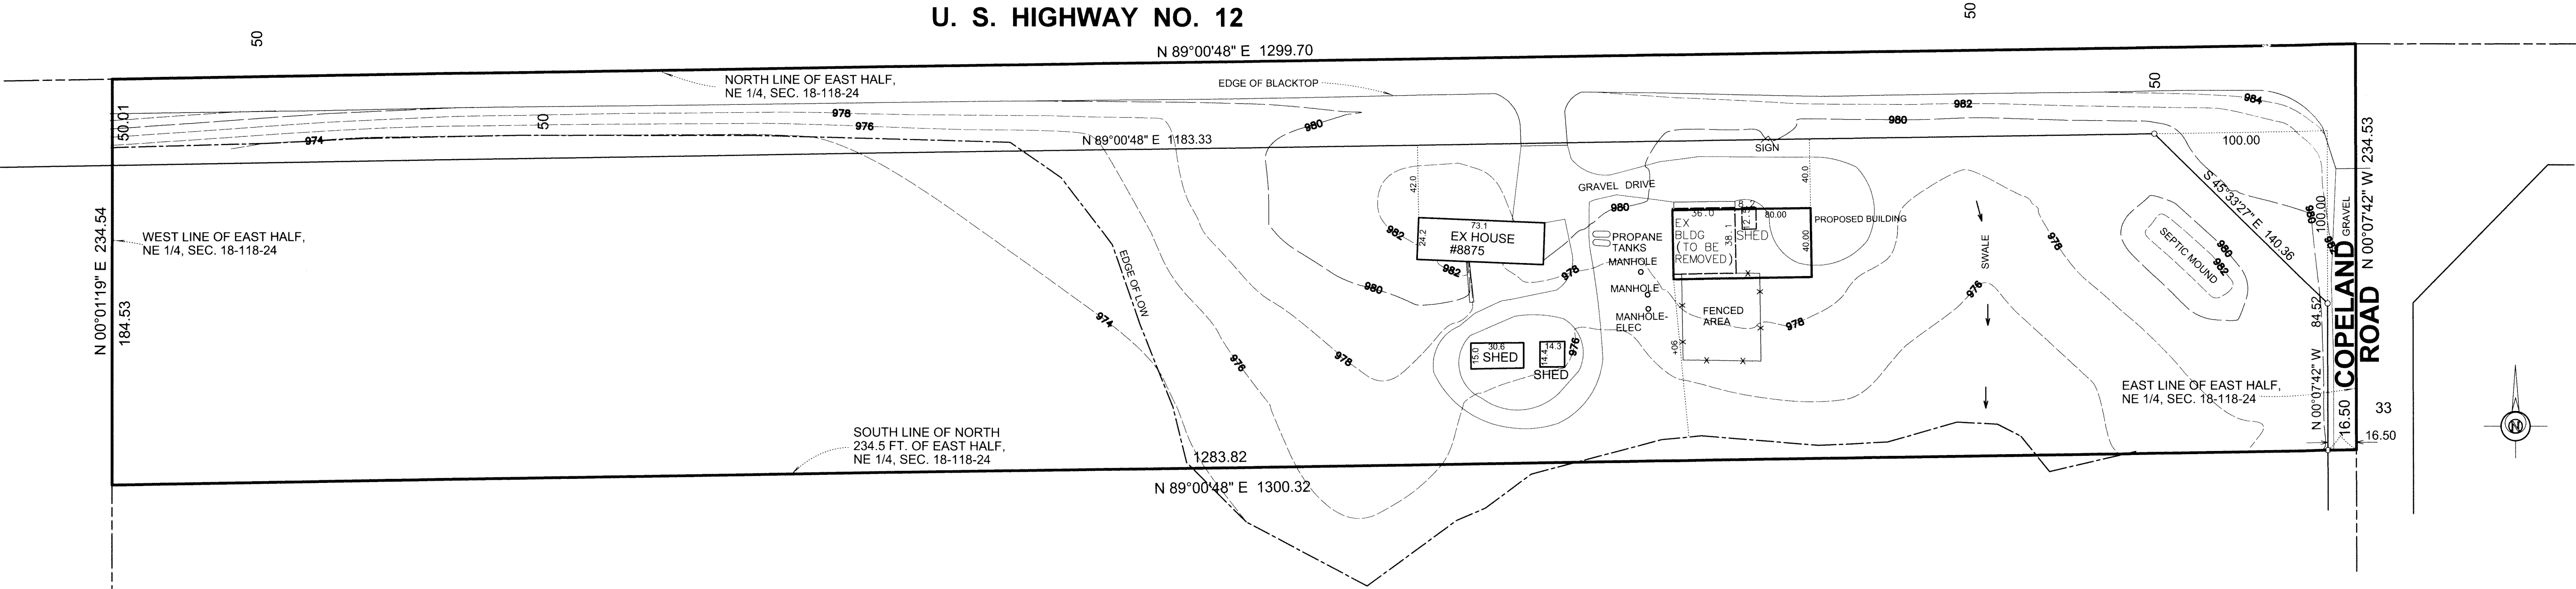 U. S. HIGHWAY NO. 12
50
50
N 89°00'48" E 1299.70
NORTH LINE OF EAST HALF,
NE 1/4, SEC. 18-118-24
EDGE OF BLACKTOP
50
50.01
50
978
976
974
980
982
980
984
N 89°00'48" E 1183.33
SIGN
100.00
N 00°07'42" W 234.53
S 45°33'27" E 140.36
GRAVEL
100.00
980
982
42.0
40.0
GRAVEL DRIVE
980
WEST LINE OF EAST HALF,
NE 1/4, SEC. 18-118-24
N 00°01'19" E 234.54
184.53
EDGE OF LOW
982
24.2
73.1
EX HOUSE
#8875
982
978
980
PROPANE
TANKS
MANHOLE
MANHOLE
MANHOLE-
ELEC
36.0
EX
BLDG
(TO BE
REMOVED)
38.1
8.2
12.5
SHED
80.00
40.00
PROPOSED BUILDING
FENCED
AREA
978
SWALE
978
976
SEPTIC MOUND
980
982
974
976
978
15.0
30.6
SHED
14.3
14.4
SHED
976
+06
84.52
N 00°07'42" W
COPELAND
ROAD
EAST LINE OF EAST HALF,
NE 1/4, SEC. 18-118-24
16.50
33
16.50
SOUTH LINE OF NORTH
234.5 FT. OF EAST HALF,
NE 1/4, SEC. 18-118-24
1283.82
N 89°00'48" E 1300.32
N